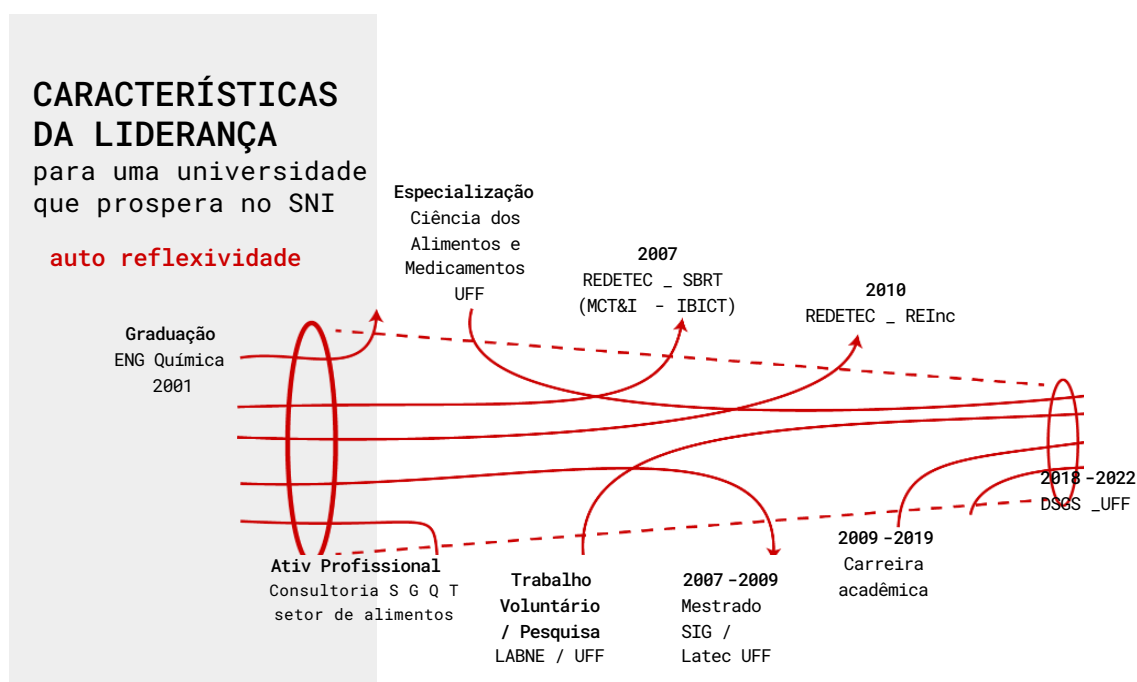 CARACTERÍSTICAS
DA LIDERANÇA
para uma universidade
que prospera no SNI
auto reflexividade
Graduação
ENG Química
2001
Especialização
Ciência dos
Alimentos e
Medicamentos
UFF
2007
REDETEC _ SBRT
(MCT&I - IBICT)
2010
REDETEC _ REInc
Ativ Profissional
Consultoria S G Q T
setor de alimentos
Trabalho
Voluntário
/ Pesquisa
LABNE / UFF
2007 -2009
Mestrado
SIG /
Latec UFF
2009 -2019
Carreira
acadêmica
2018 -2022
DSGS _UFF